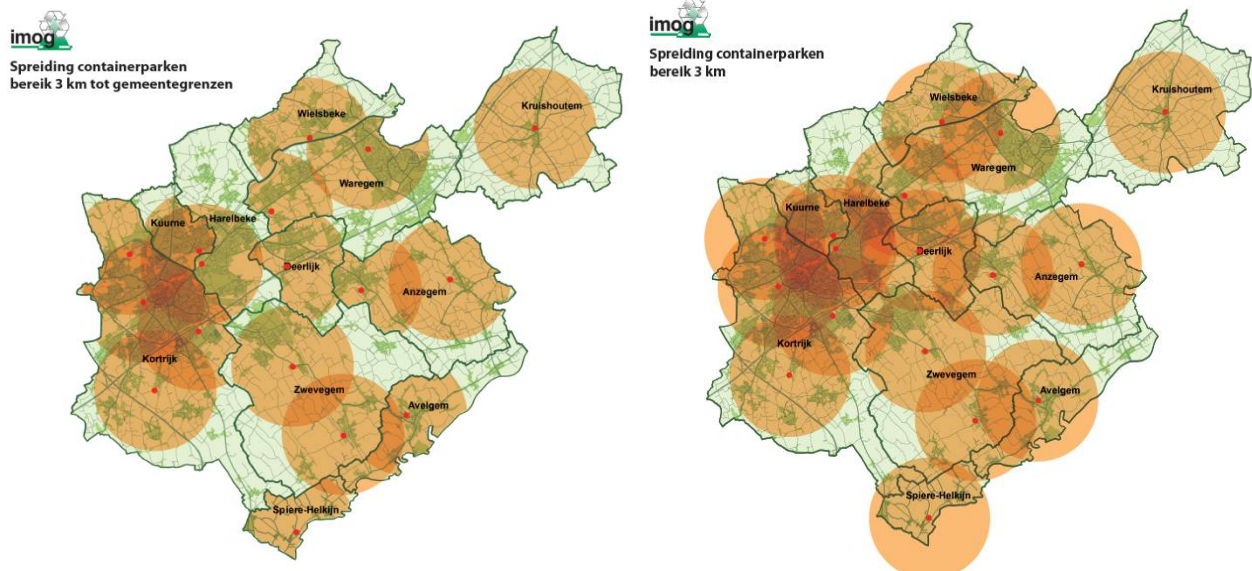 imog
Spreiding containerparken
bereik 3 km tot gemeentegrenzen
Kruishoutem
Wielsbeke
Waregem
Kuurne
Harelbeke
Deerlijk
Anzegem
Kortrijk
Zwevegem
Avelgem
Spiere-Helkijn
imog
Spreiding containerparken
bereik 3 km
Kruishoutem
Wielsbeke
Waregem
Kuurne
Harelbeke
Deerlijk
Anzegem
Kortrijk
Zwevegem
Avelgem
Spiere-Helkijn